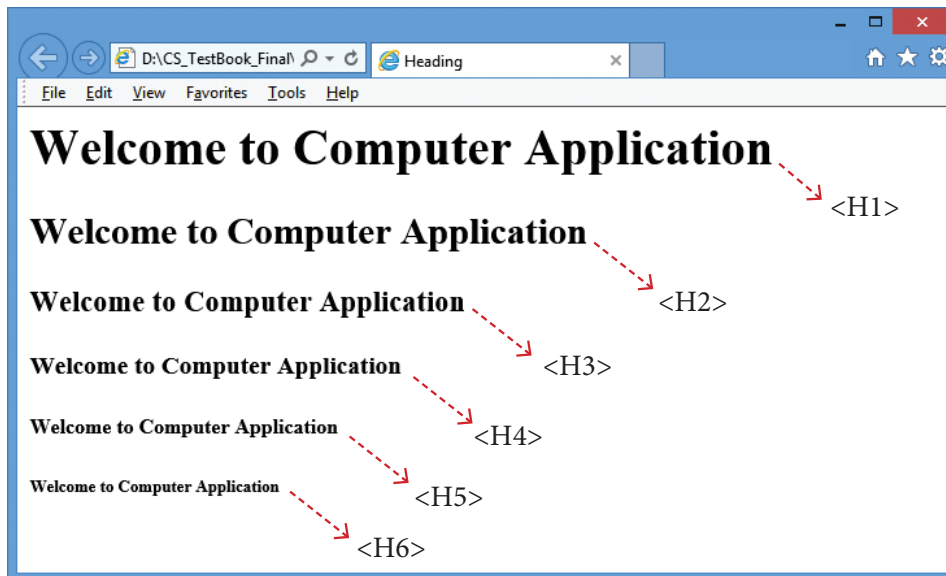 D:\CS_TestBook_Final\
Heading
File Edit View Favorites Tools Help
Welcome to Computer Application
<H1>
Welcome to Computer Application
<H2>
Welcome to Computer Application
<H3>
Welcome to Computer Application
<H4>
Welcome to Computer Application
<H5>
Welcome to Computer Application
<H6>